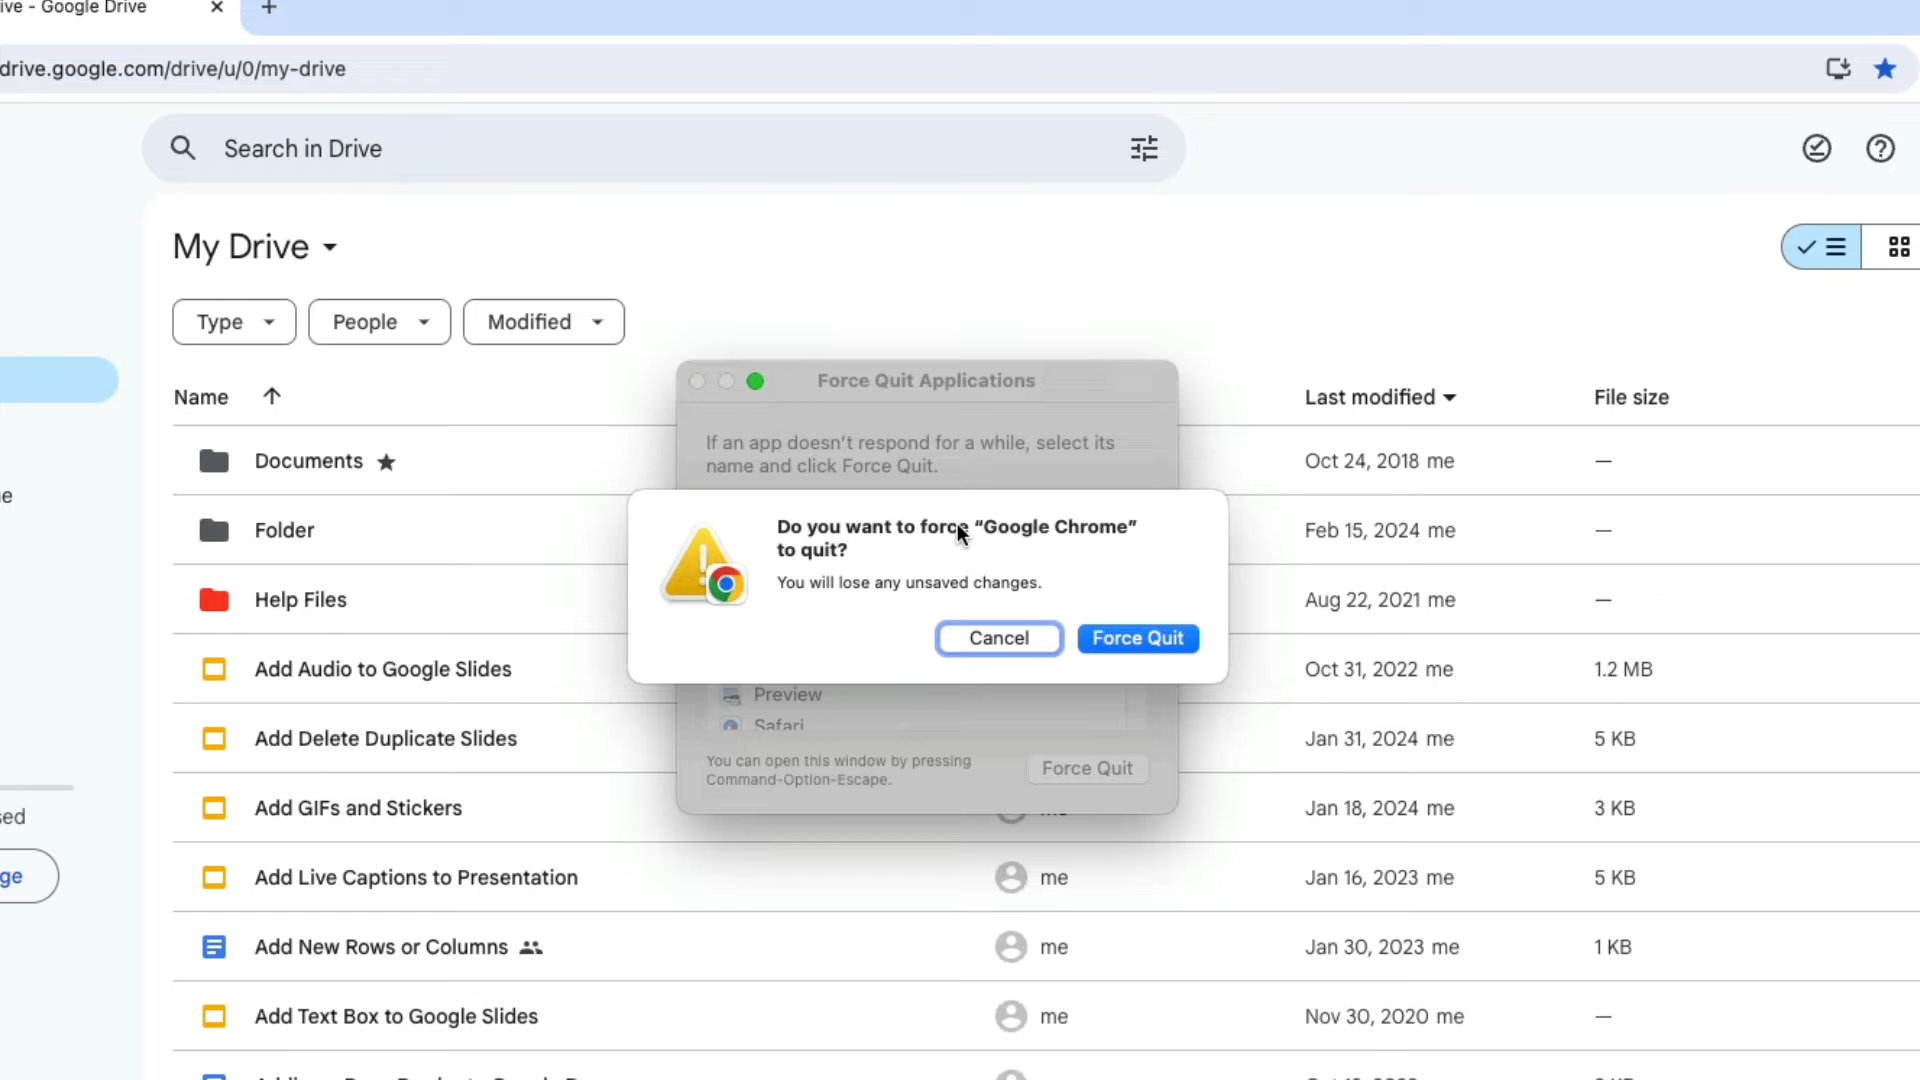 ive - Google Drive
drive.google.com/drive/u/0/my-drive
Search in Drive
My Drive
Type People Modified
Name Last modified File size
Force Quit Applications
If an app doesn't respond for a while, select its
name and click Force Quit.
Do you want to force “Google Chrome”
to quit?
You will lose any unsaved changes.
Cancel Force Quit
Preview
Safari
You can open this window by pressing
Command-Option-Escape.
Force Quit
Documents Oct 24, 2018 me —
Folder Feb 15, 2024 me —
Help Files Aug 22, 2021 me —
Add Audio to Google Slides Oct 31, 2022 me 1.2 MB
Add Delete Duplicate Slides Jan 31, 2024 me 5 KB
Add GIFs and Stickers me Jan 18, 2024 me 3 KB
Add Live Captions to Presentation me Jan 16, 2023 me 5 KB
Add New Rows or Columns me Jan 30, 2023 me 1 KB
Add Text Box to Google Slides me Nov 30, 2020 me —
e
sed
ge